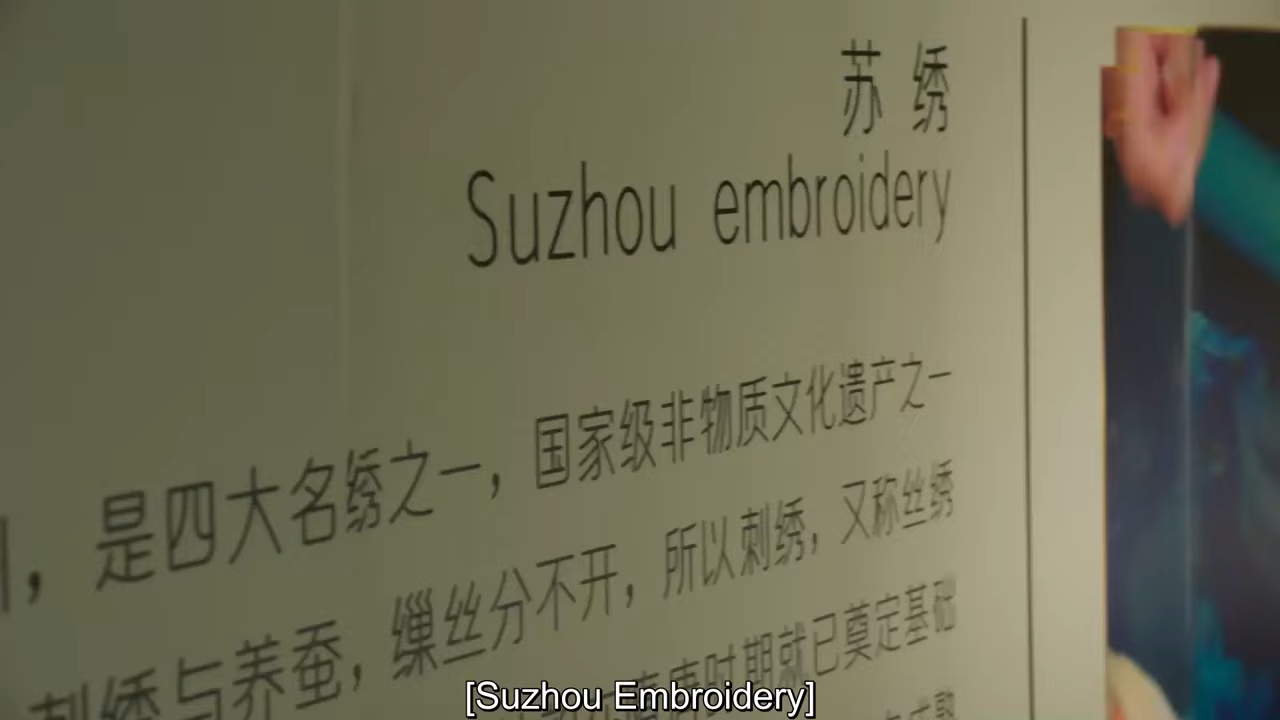 苏绣
Suzhou embroidery
，是四大名绣之一，国家级非物质文化遗产之一
刺绣与养蚕，缫丝分不开，所以刺绣，又称丝绣
时期就已奠定基础
[Suzhou Embroidery]